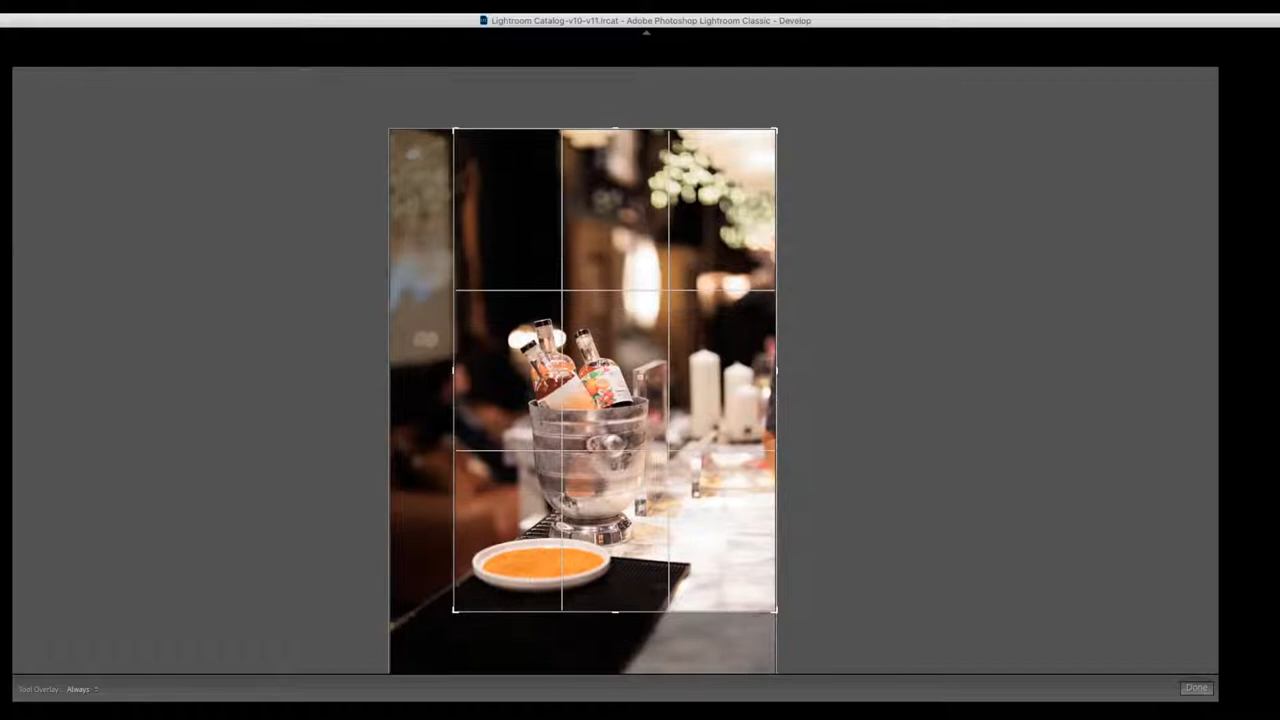 Lightroom Catalog-v10-v11.lrcat - Adobe Photoshop Lightroom Classic - Develop
Tool Overlay: Always
Done